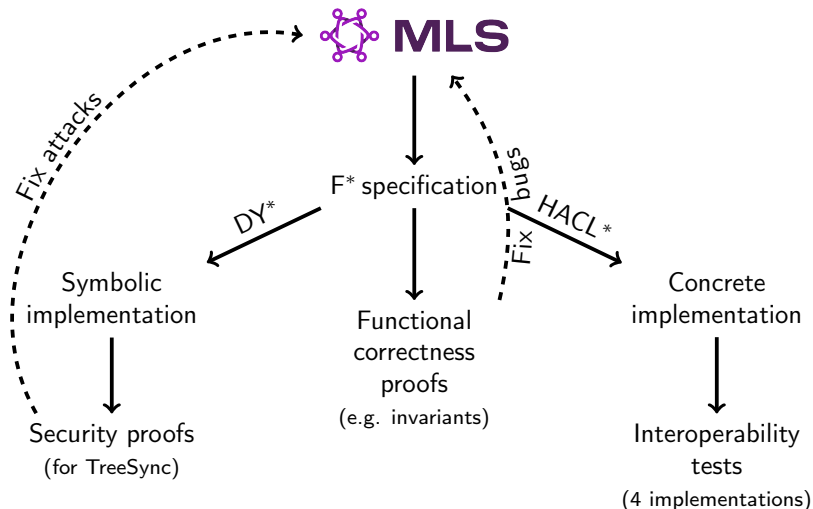 MLS
Fix attacks
F* specification
Fix bugs
DY*
HACL*
Symbolic
implementation
Functional
correctness
proofs
(e.g. invariants)
Concrete
implementation
Security proofs
(for TreeSync)
Interoperability
tests
(4 implementations)